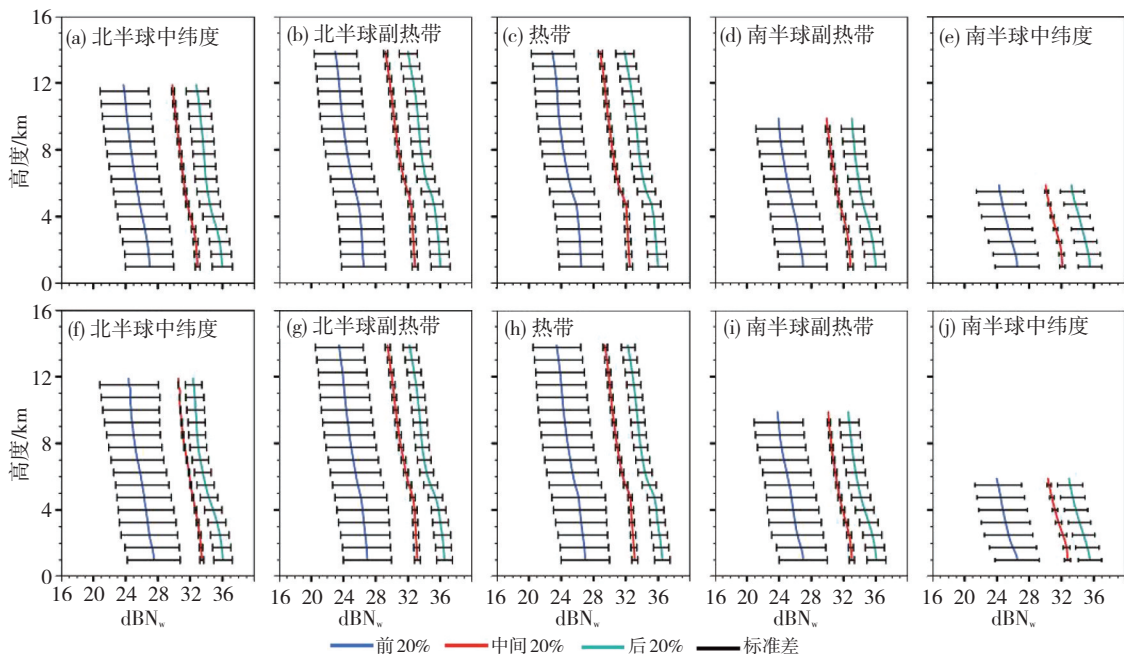 16
12
8
4
0
高度/km
(a) 北半球中纬度
(b) 北半球副热带
(c) 热带
(d) 南半球副热带
(e) 南半球中纬度
16
12
8
4
0
高度/km
(f) 北半球中纬度
(g) 北半球副热带
(h) 热带
(i) 南半球副热带
(j) 南半球中纬度
16 20 24 28 32 36 16 20 24 28 32 36 16 20 24 28 32 36 16 20 24 28 32 36 16 20 24 28 32 36 40
dBNw dBNw dBNw dBNw dBNw
前20% 中间20% 后20% 标准差